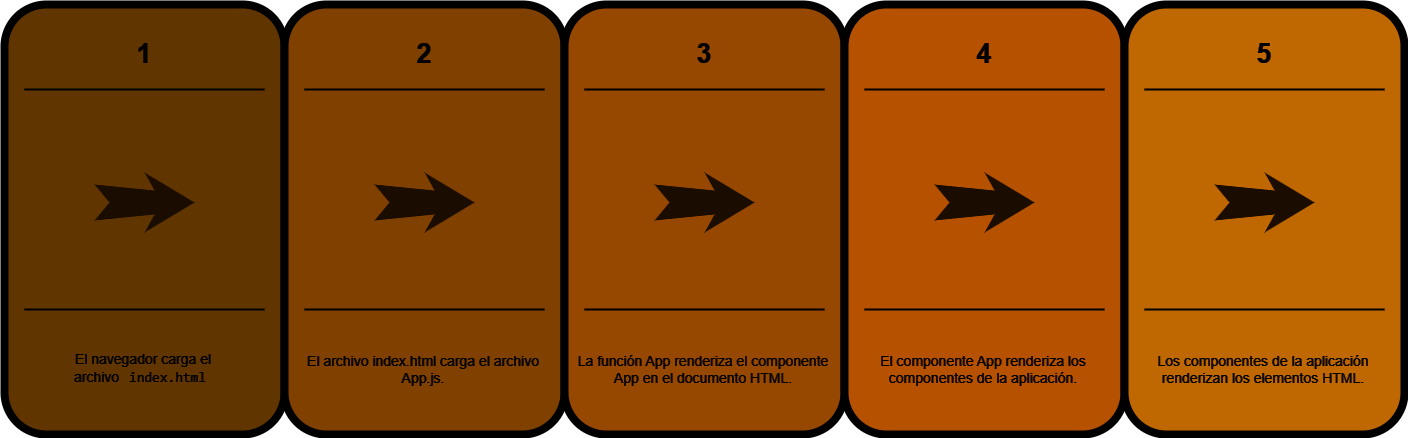 1
El navegador carga el
archivo index.html
2
El archivo index.html carga el archivo
App.js.
3
La función App renderiza el componente
App en el documento HTML.
4
El componente App renderiza los
componentes de la aplicación.
5
Los componentes de la aplicación
renderizan los elementos HTML.